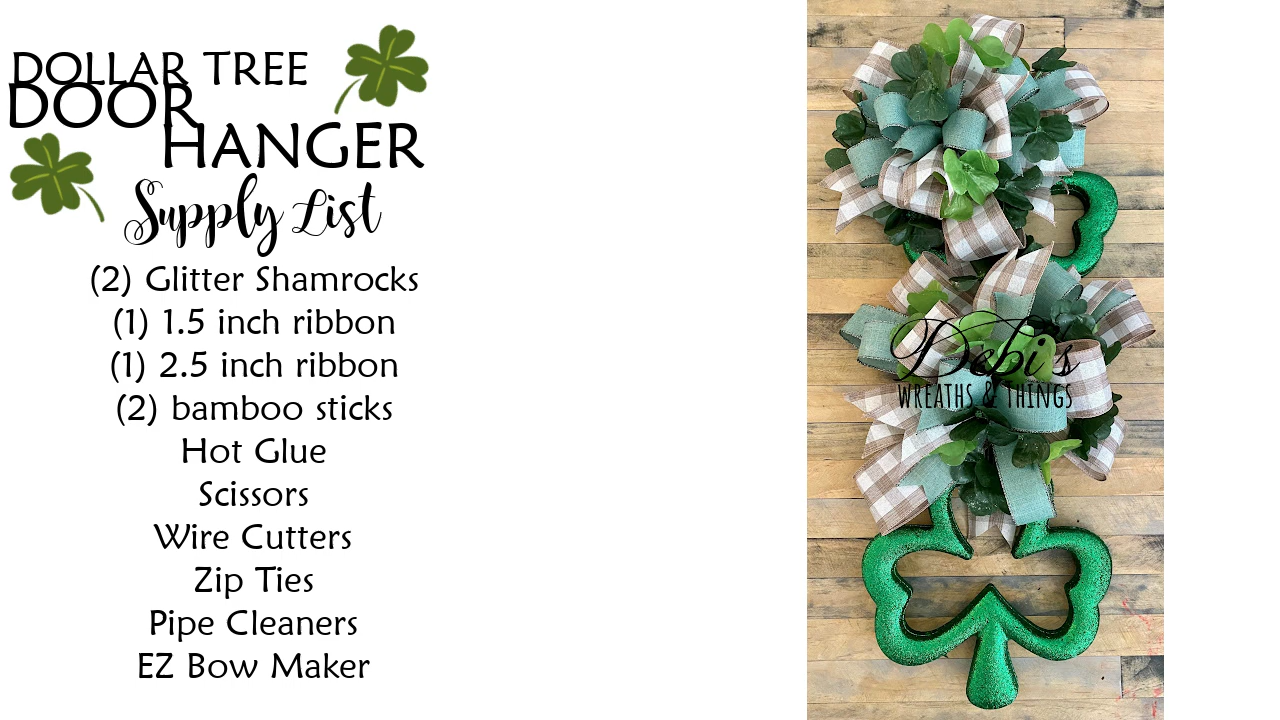 DOLLAR TREE
DOOR
HANGER
Supply List
(2) Glitter Shamrocks
(1) 1.5 inch ribbon
(1) 2.5 inch ribbon
(2) bamboo sticks
Hot Glue
Scissors
Wire Cutters
Zip Ties
Pipe Cleaners
EZ Bow Maker
Debi's
WREATHS & THINGS